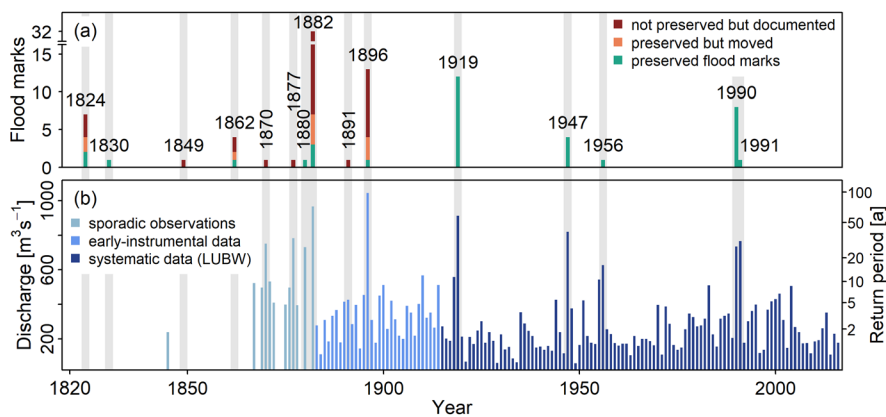 (a)
not preserved but documented
preserved but moved
preserved flood marks
Flood marks
32
15
10
5
0
1824
1830
1849
1862
1870
1877
1880
1882
1891
1896
1919
1947
1956
1990
1991
(b)
sporadic observations
early-instrumental data
systematic data (LUBW)
Discharge [m³s⁻¹]
1000
600
200
Return period [a]
100
50
20
10
5
2
1820
1850
1900
1950
2000
Year